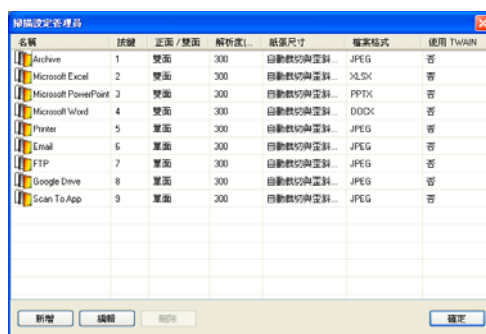 掃描設定管理員
名稱 按鍵 正面 / 雙面 解析度(... 紙張尺寸 檔案格式 使用 TWAIN
Archive 1 雙面 300 自動裁切與歪斜... JPEG 否
Microsoft Excel 2 雙面 300 自動裁切與歪斜... XLSX 否
Microsoft PowerPoint 3 雙面 300 自動裁切與歪斜... PPTX 否
Microsoft Word 4 雙面 300 自動裁切與歪斜... DOCX 否
Printer 5 單面 300 自動裁切與歪斜... JPEG 否
Email 6 單面 300 自動裁切與歪斜... JPEG 否
FTP 7 單面 300 自動裁切與歪斜... JPEG 否
Google Drive 8 單面 300 自動裁切與歪斜... JPEG 否
Scan To App 9 單面 300 自動裁切與歪斜... JPEG 否
新增 編輯 刪除 確定